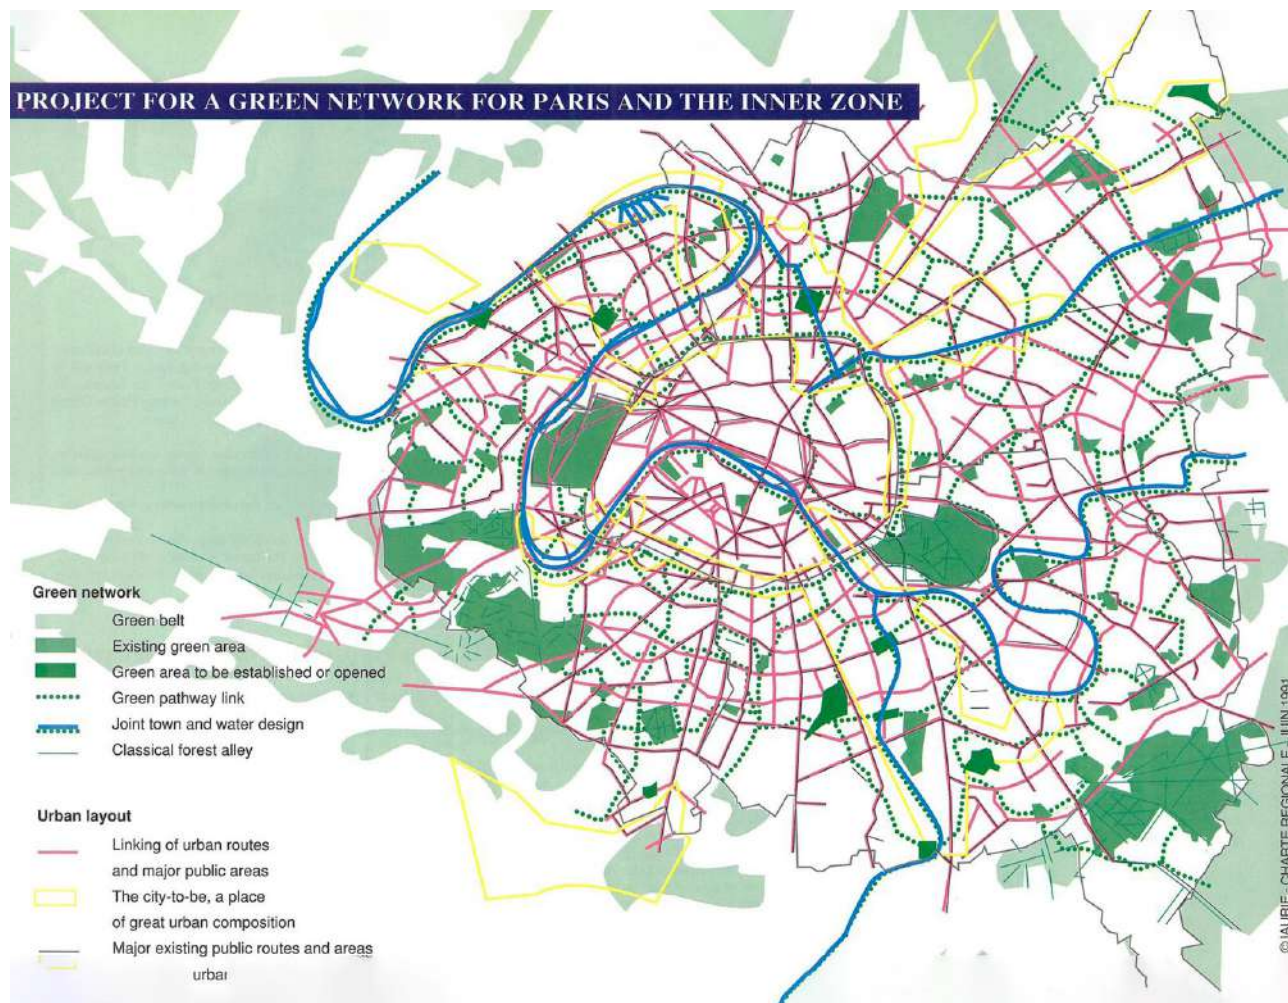 PROJECT FOR A GREEN NETWORK FOR PARIS AND THE INNER ZONE
Green network
Green belt
Existing green area
Green area to be established or opened
Green pathway link
Joint town and water design
Classical forest alley
Urban layout
Linking of urban routes
and major public areas
The city-to-be, a place
of great urban composition
Major existing public routes and areas
urbai
© IAURIF - CHARTE REGIONALE - JUIN 1991